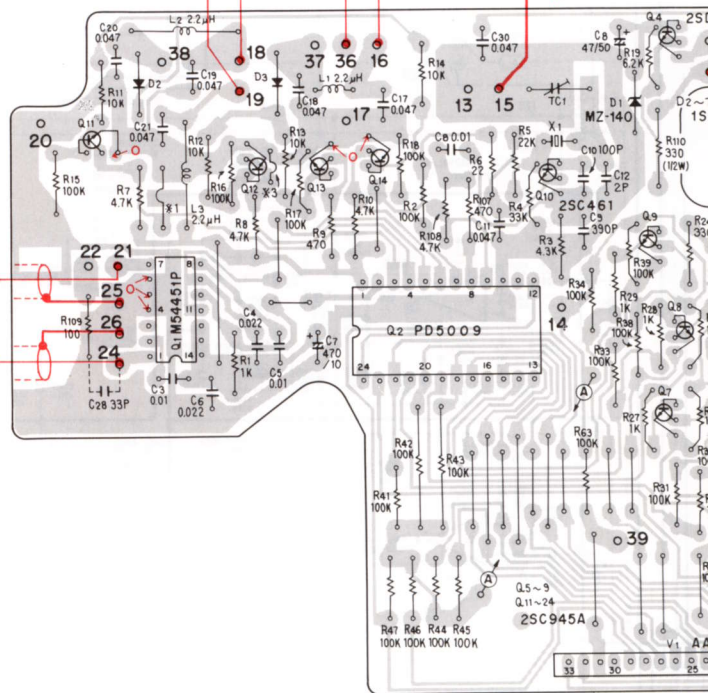 L2 2.2μH
C20
0.047
38
18
37
36
16
C30
0.047
C8
47/50
Q4
R19
6.2K
D2
C19
0.047
D3
L1 2.2μH
R14
10K
R11
10K
19
C18
0.047
C17
0.047
13
15
TC1
D1
MZ-140
D2~
1S
Q11
20
C21
0.047
R12
10K
R13
10K
17
R18
100K
C8 0.01
R5
22K
X1
R110
330
(1/2W)
R15
100K
R7
4.7K
※1
L3
2.2μH
R16
100K
Q12
※3
Q13
Q14
R6
22
C10 100P
C12
2P
Q10
2SC461
R17
100K
R8
4.7K
R9
470
R10
4.7K
R2
100K
R108
4.7K
R107
470
C11
0.047
R4
33K
R3
4.3K
C9
390P
Q9
R24
330
R39
100K
22
21
7
8
25
4
11
26
24
1
14
Q1 M54451P
R109
100
C28 33P
C3
0.01
C6
0.022
R1
1K
C4
0.022
C5
0.01
C7
470
/10
1
4
8
12
Q2 PD5009
24
20
16
13
14
R34
100K
R29
1K
R28
1K
Q8
R38
100K
R33
100K
A
Q7
R27
1K
R63
100K
R42
100K
R43
100K
R41
100K
R31
100K
39
A
Q5~9
Q11~24
2SC945A
R47
100K
R46
100K
R44
100K
R45
100K
V1 AA
33
30
25